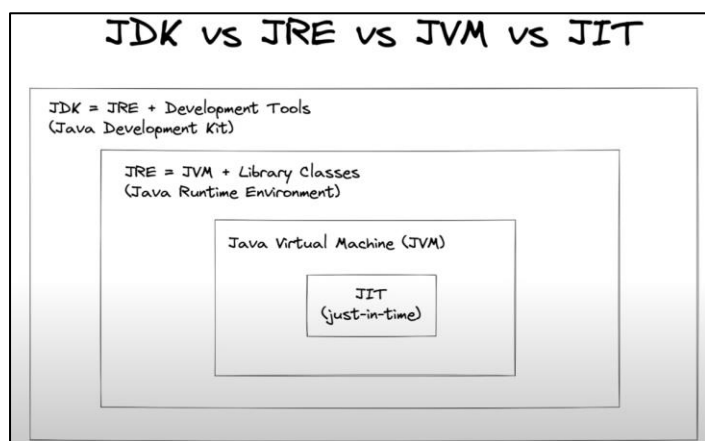 JDK vs JRE vs JVM vs JIT
JDK = JRE + Development Tools
(Java Development Kit)
JRE = JVM + Library Classes
(Java Runtime Environment)
Java Virtual Machine (JVM)
JIT
(just-in-time)